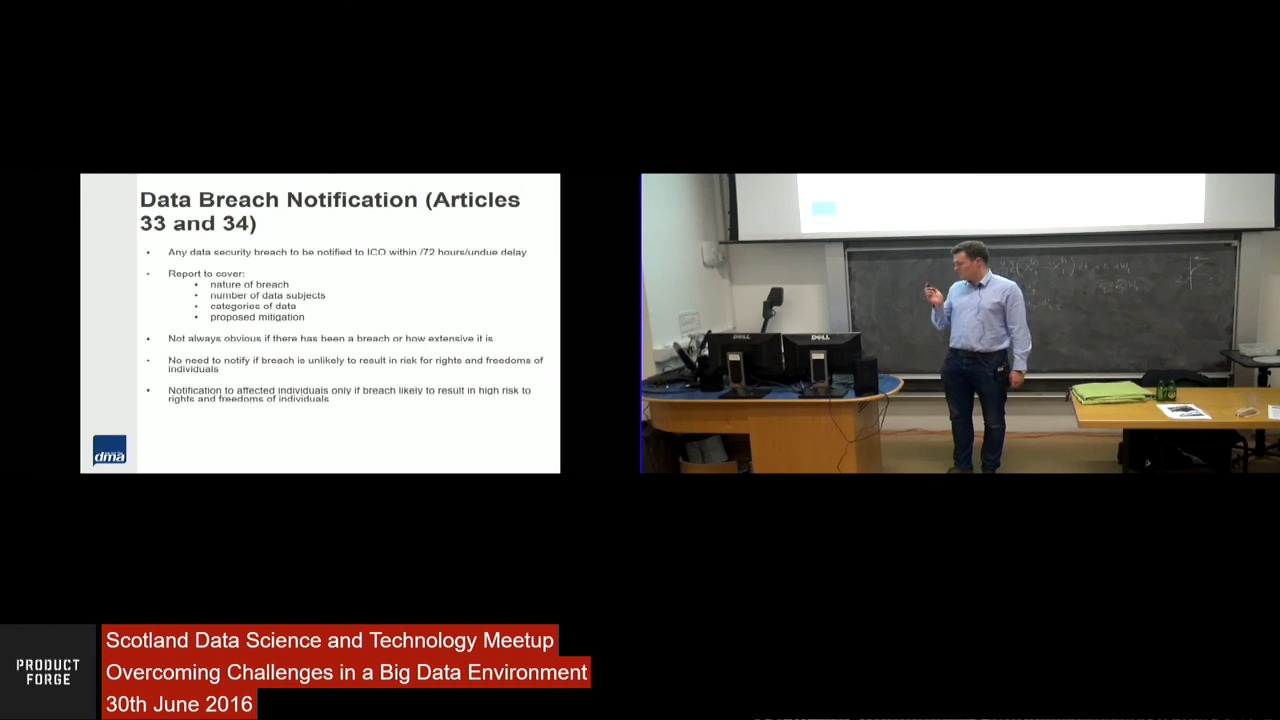 Data Breach Notification (Articles
33 and 34)
• Any data security breach to be notified to ICO within /72 hours/undue delay
• Report to cover:
• nature of breach
• number of data subjects
• categories of data
• proposed mitigation
• Not always obvious if there has been a breach or how extensive it is
• No need to notify if breach is unlikely to result in risk for rights and freedoms of
individuals
• Notification to affected individuals only if breach likely to result in high risk to
rights and freedoms of individuals
dma
DELL
DELL
PRODUCT
FORGE
Scotland Data Science and Technology Meetup
Overcoming Challenges in a Big Data Environment
30th June 2016